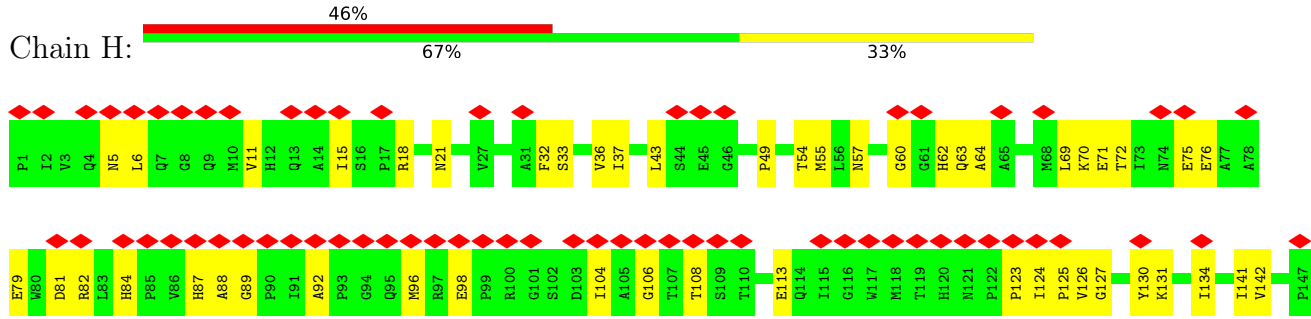 46%
Chain H:
67% 33%
P1 I2 V3 Q4 N5 L6 Q7 G8 Q9 M10 V11 H12 Q13 A14 I15 S16 P17 R18 N21 V27 A31 F32 S33 V36 I37 L43 S44 E45 G46 P49 T54 M55 L56 N57 G60 G61 H62 Q63 A64 A65 M68 L69 K70 E71 T72 I73 N74 E75 E76 A77 A78
E79 W80 D81 R82 L83 H84 P85 V86 H87 A88 G89 P90 I91 A92 P93 G94 Q95 M96 R97 E98 P99 R100 G101 S102 D103 I104 A105 G106 T107 T108 S109 T110 E113 Q114 I115 G116 W117 M118 T119 H120 N121 P122 P123 I124 P125 V126 G127 Y130 K131 I134 I141 V142 P147